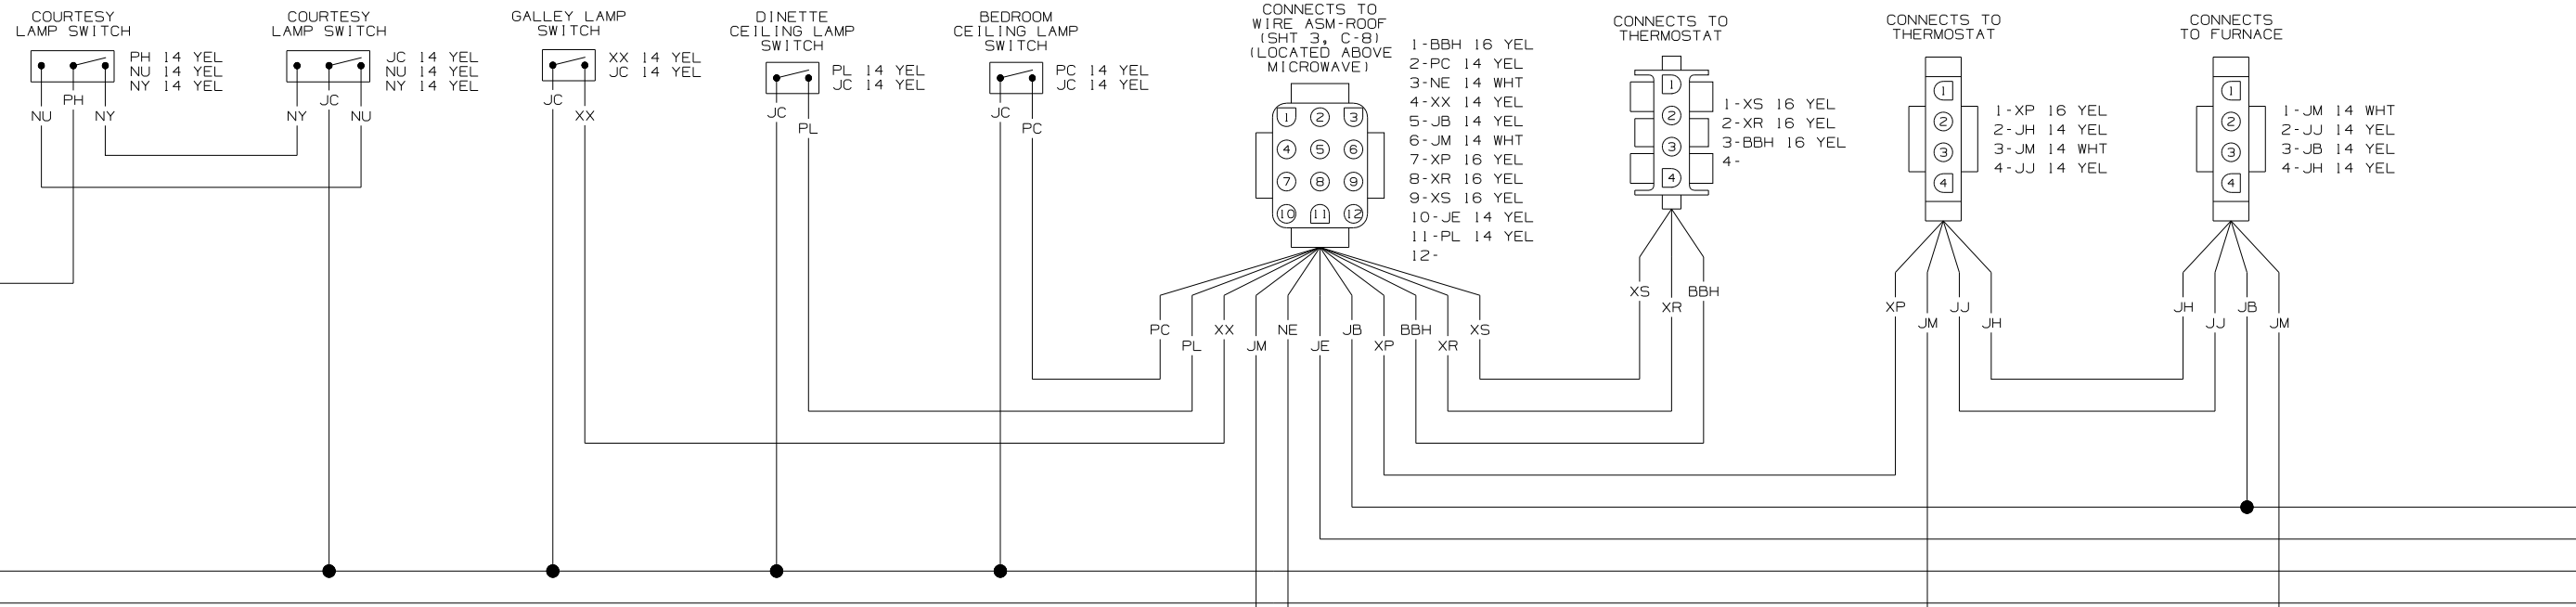 COURTESY
LAMP SWITCH
PH 14 YEL
NU 14 YEL
NY 14 YEL
PH
NU
NY
COURTESY
LAMP SWITCH
JC 14 YEL
NU 14 YEL
NY 14 YEL
JC
NY
NU
GALLEY LAMP
SWITCH
XX 14 YEL
JC 14 YEL
JC
XX
DINETTE
CEILING LAMP
SWITCH
PL 14 YEL
JC 14 YEL
JC
PL
BEDROOM
CEILING LAMP
SWITCH
PC 14 YEL
JC 14 YEL
JC
PC
CONNECTS TO
WIRE ASM-ROOF
(SHT 3, C-8)
(LOCATED ABOVE
MICROWAVE)
1 2 3
4 5 6
7 8 9
10 11 12
1-BBH 16 YEL
2-PC 14 YEL
3-NE 14 WHT
4-XX 14 YEL
5-JB 14 YEL
6-JM 14 WHT
7-XP 16 YEL
8-XR 16 YEL
9-XS 16 YEL
10-JE 14 YEL
11-PL 14 YEL
12-
PC
PL
XX
JM
NE
JE
JB
XP
BBH
XR
XS
CONNECTS TO
THERMOSTAT
1
2
3
4
1-XS 16 YEL
2-XR 16 YEL
3-BBH 16 YEL
4-
XS
XR
BBH
CONNECTS TO
THERMOSTAT
1
2
3
4
1-XP 16 YEL
2-JH 14 YEL
3-JM 14 WHT
4-JJ 14 YEL
XP
JM
JJ
JH
CONNECTS
TO FURNACE
1
2
3
4
1-JM 14 WHT
2-JJ 14 YEL
3-JB 14 YEL
4-JH 14 YEL
JH
JJ
JB
JM